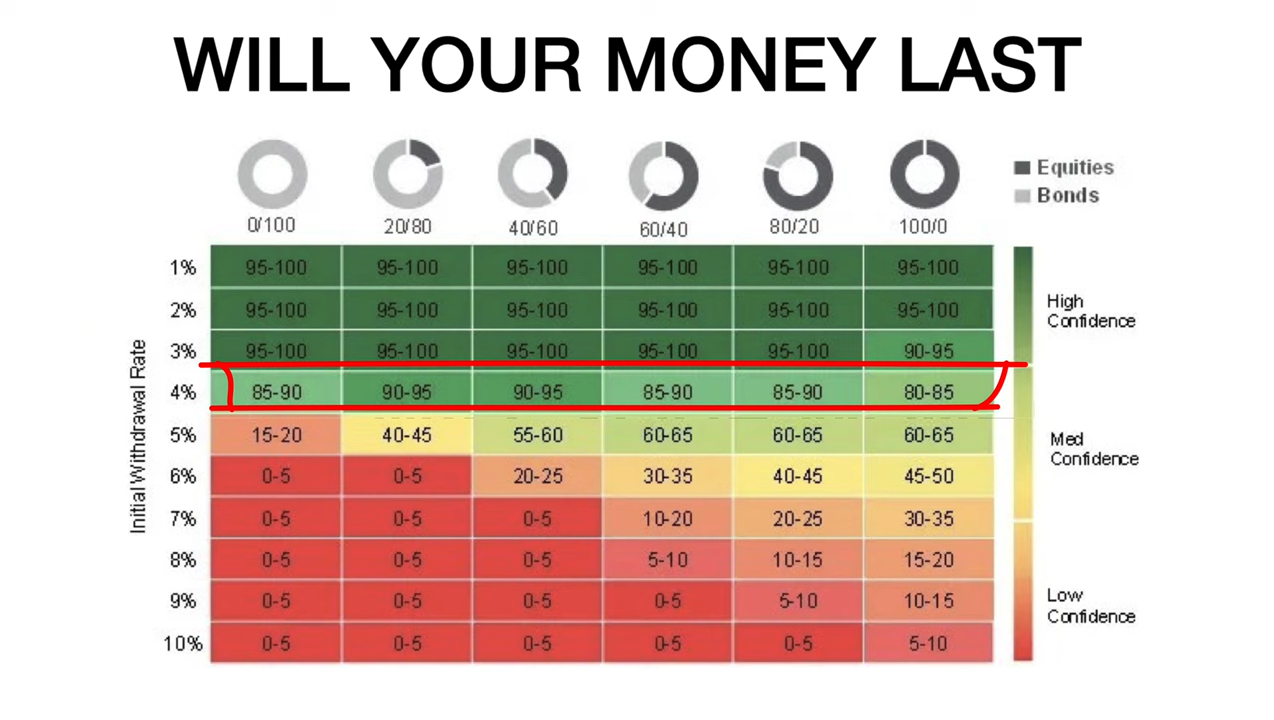 WILL YOUR MONEY LAST
Equities
Bonds
0/100 20/80 40/60 60/40 80/20 100/0
Initial Withdrawal Rate
1% 95-100 95-100 95-100 95-100 95-100 95-100
2% 95-100 95-100 95-100 95-100 95-100 95-100
3% 95-100 95-100 95-100 95-100 95-100 90-95
4% 85-90 90-95 90-95 85-90 85-90 80-85
5% 15-20 40-45 55-60 60-65 60-65 60-65
6% 0-5 0-5 20-25 30-35 40-45 45-50
7% 0-5 0-5 0-5 10-20 20-25 30-35
8% 0-5 0-5 0-5 5-10 10-15 15-20
9% 0-5 0-5 0-5 0-5 5-10 10-15
10% 0-5 0-5 0-5 0-5 0-5 5-10
High
Confidence
Med
Confidence
Low
Confidence